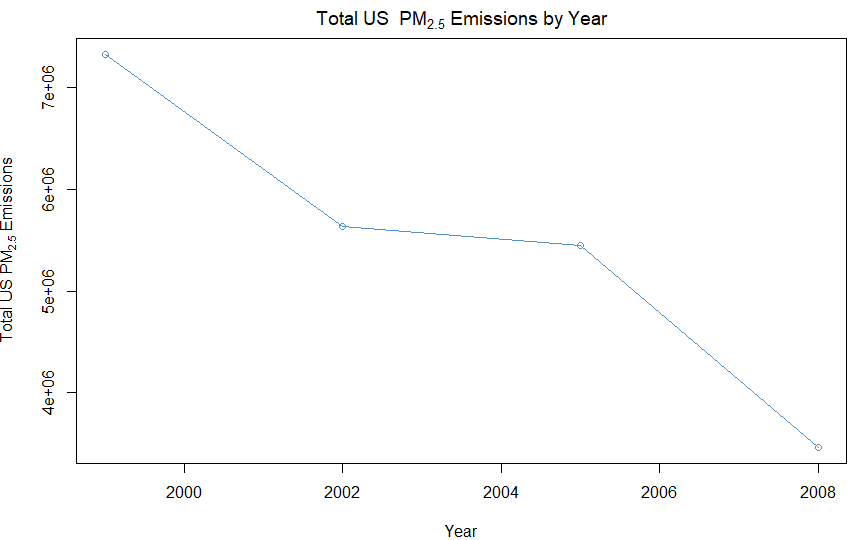 Total US  PM2.5 Emissions by Year
Total US PM2.5 Emissions
7e+06
6e+06
5e+06
4e+06
2000 2002 2004 2006 2008
Year